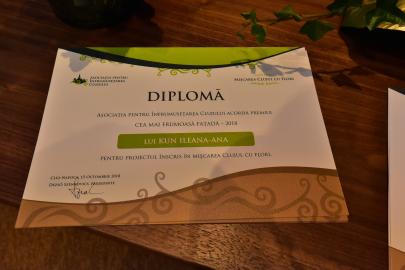 Asociația pentru
Înfrumusețarea
Clujului
Mișcarea Clujul cu Flori
DIPLOMĂ
Asociația pentru Înfrumusețarea Clujului acordă premiul
CEA MAI FRUMOASĂ FAȚADĂ - 2018
LUI KUN ILEANA-ANA
pentru proiectul înscris în Mișcarea Clujul cu Flori.
Cluj-Napoca, 15 octombrie 2018
președinte